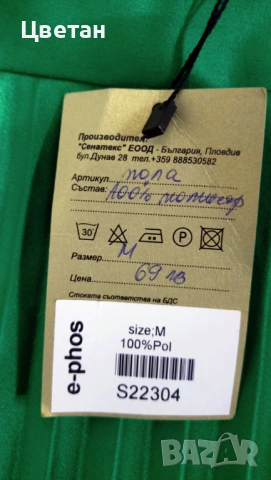 Цветан
Производител:
"Сенатекс" ЕООД - България, Пловдив
бул.Дунав 28 тел.+359 888530582
Артикул. пола
Състав: 100% полиестер
30 P
Размер. M
Цена. 69 лв
Стоката съответства на БДС
e-phos
size;M
100%Pol
S22304
BAZAR